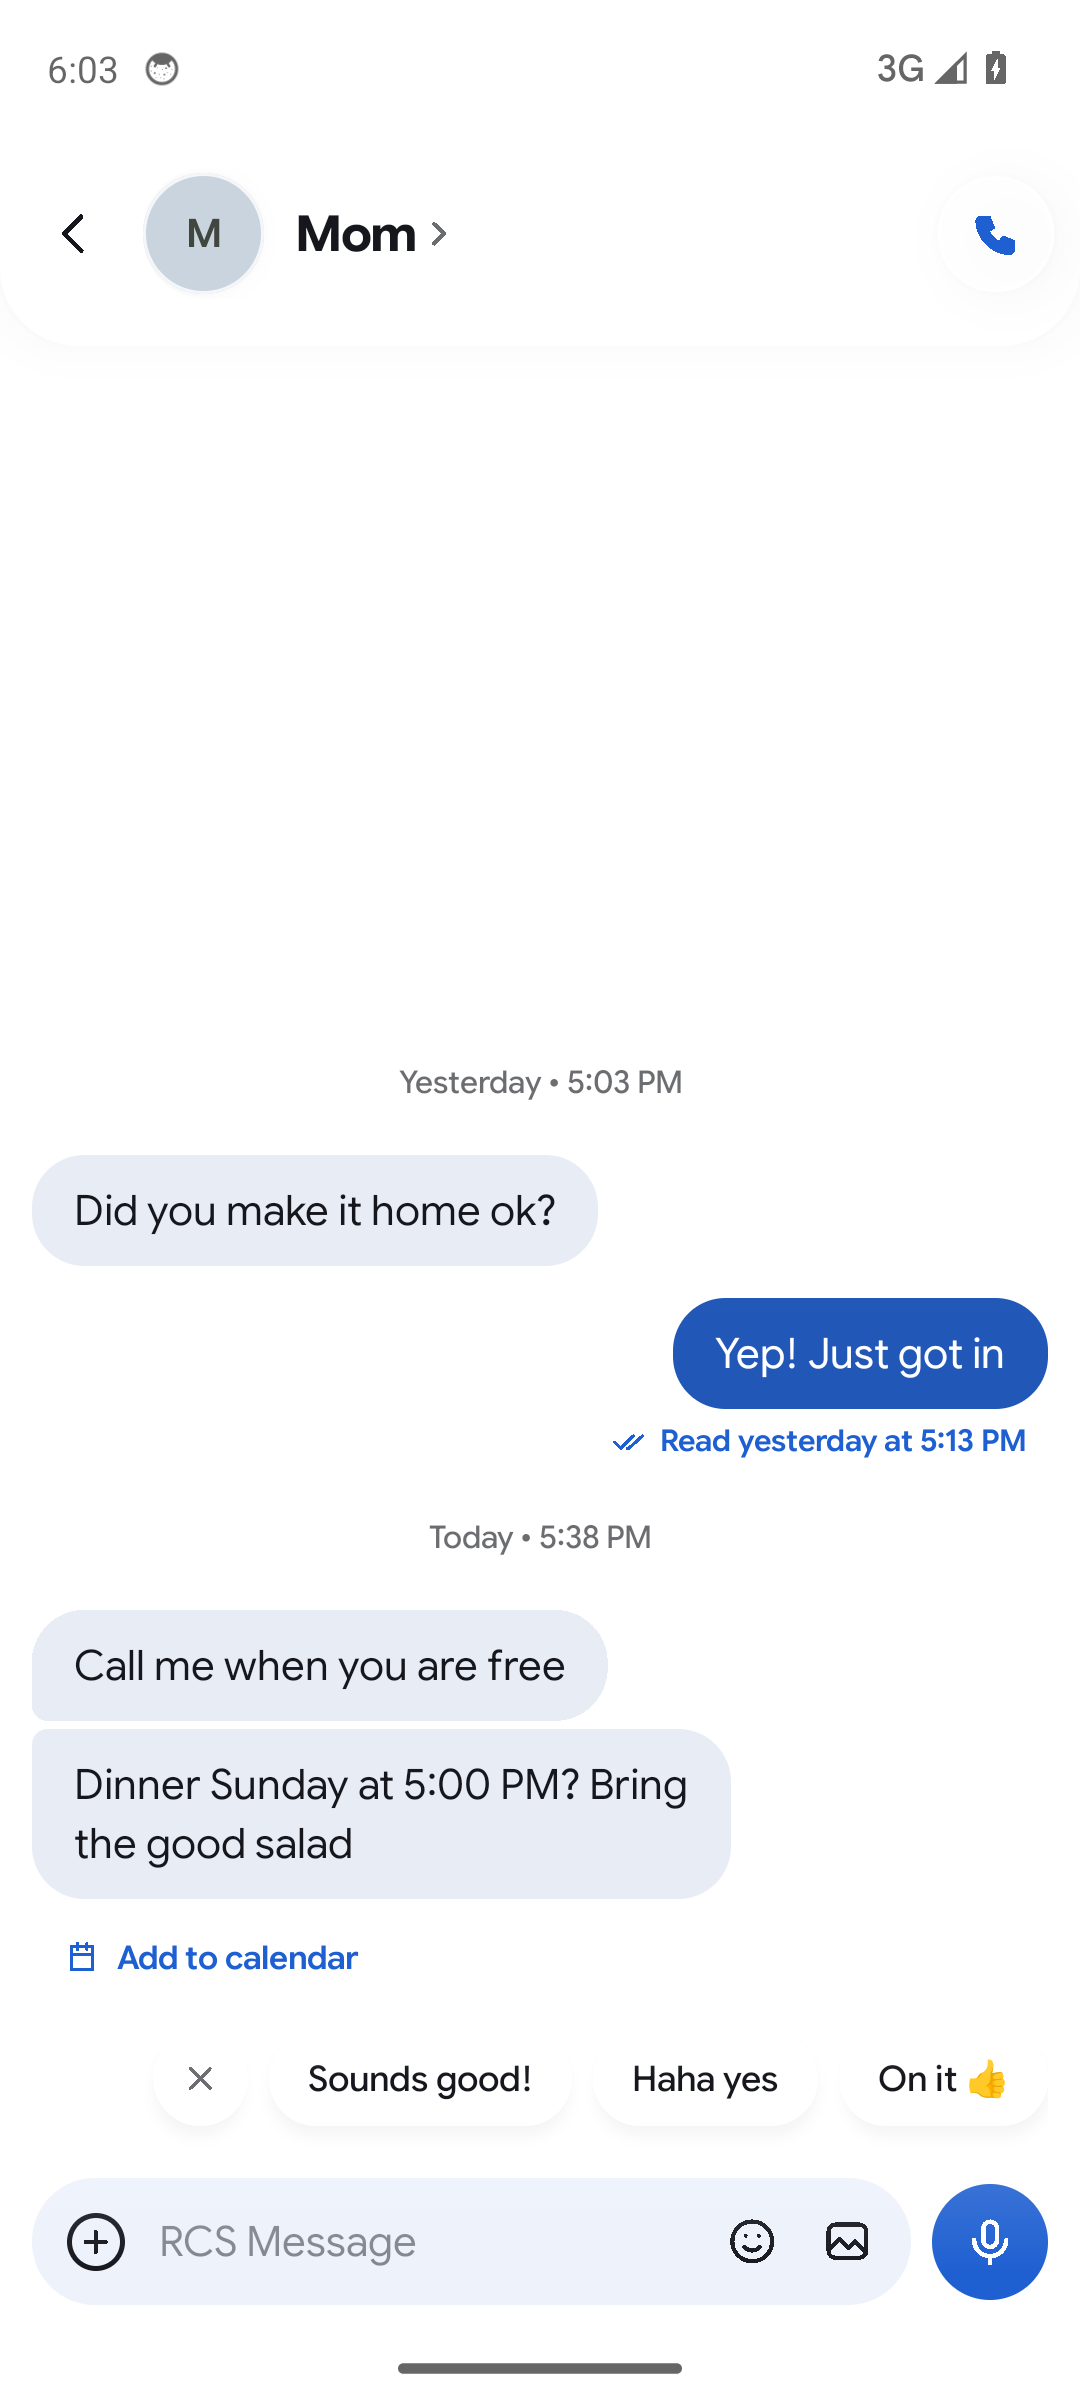 6:03
3G
M
Mom
Yesterday • 5:03 PM
Did you make it home ok?
Yep! Just got in
Read yesterday at 5:13 PM
Today • 5:38 PM
Call me when you are free
Dinner Sunday at 5:00 PM? Bring
the good salad
Add to calendar
Sounds good!
Haha yes
On it 👍
RCS Message